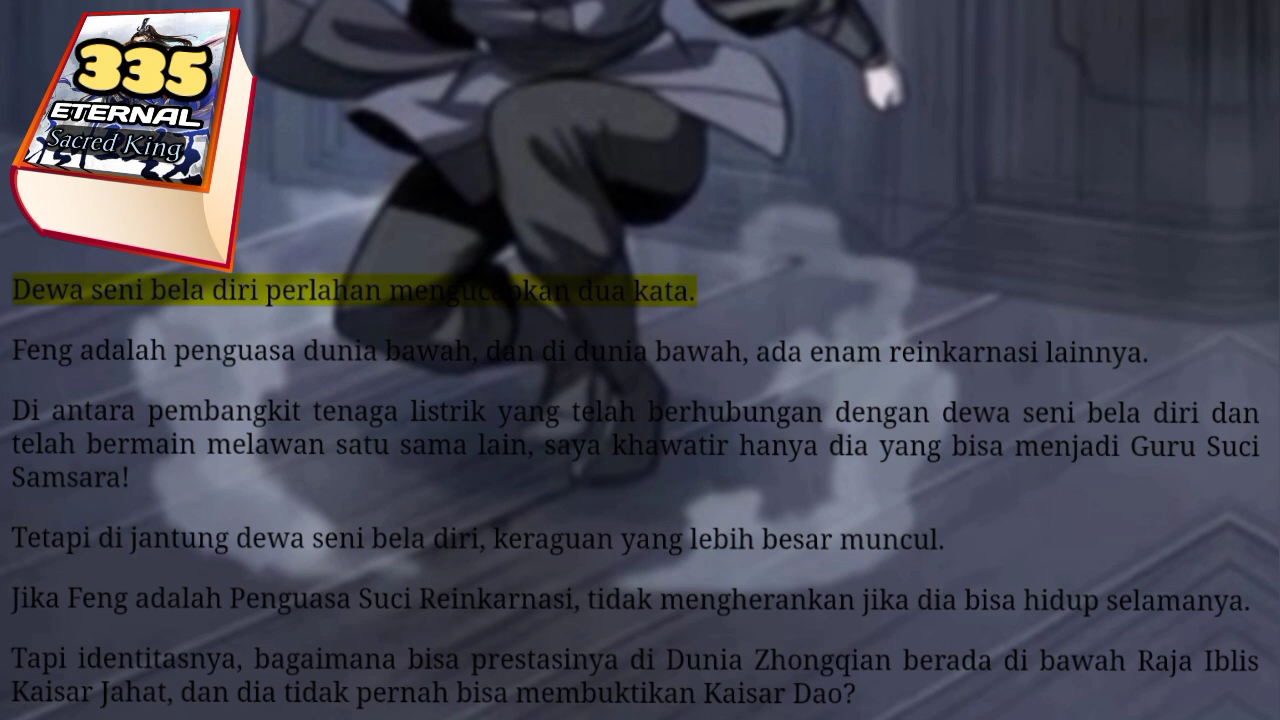 335
ETERNAL
Sacred King
Dewa seni bela diri perlahan mengucapkan dua kata.
Feng adalah penguasa dunia bawah, dan di dunia bawah, ada enam reinkarnasi lainnya.
Di antara pembangkit tenaga listrik yang telah berhubungan dengan dewa seni bela diri dan
telah bermain melawan satu sama lain, saya khawatir hanya dia yang bisa menjadi Guru Suci
Samsara!
Tetapi di jantung dewa seni bela diri, keraguan yang lebih besar muncul.
Jika Feng adalah Penguasa Suci Reinkarnasi, tidak mengherankan jika dia bisa hidup selamanya.
Tapi identitasnya, bagaimana bisa prestasinya di Dunia Zhongqian berada di bawah Raja Iblis
Kaisar Jahat, dan dia tidak pernah bisa membuktikan Kaisar Dao?